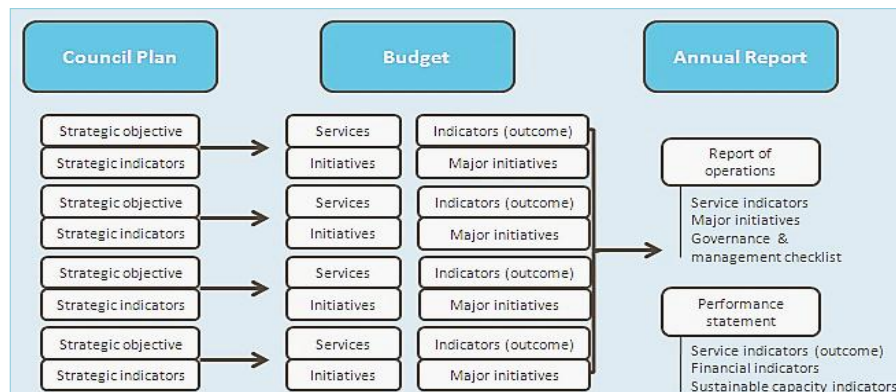 Council Plan
Budget
Annual Report
Strategic objective
Strategic indicators
Services
Indicators (outcome)
Initiatives
Major initiatives
Strategic objective
Strategic indicators
Services
Indicators (outcome)
Initiatives
Major initiatives
Strategic objective
Strategic indicators
Services
Indicators (outcome)
Initiatives
Major initiatives
Strategic objective
Strategic indicators
Services
Indicators (outcome)
Initiatives
Major initiatives
Report of
operations
Service indicators
Major initiatives
Governance &
management checklist
Performance
statement
Service indicators (outcome)
Financial indicators
Sustainable capacity indicators